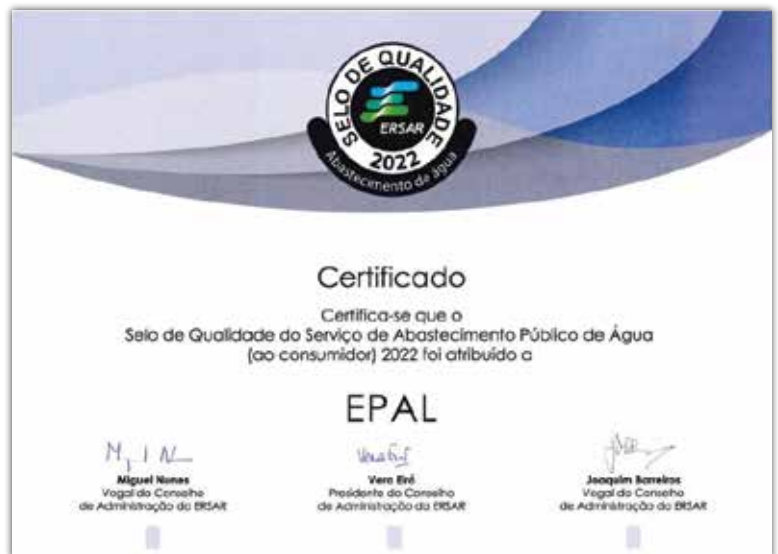 SELO DE QUALIDADE
ERSAR
2022
Abastecimento de água
Certificado
Certifica-se que o
Selo de Qualidade do Serviço de Abastecimento Público de Água
(ao consumidor) 2022 foi atribuído a
EPAL
Miguel Nunes
Vogal do Conselho
de Administração da ERSAR
Vera Eiró
Presidente do Conselho
de Administração da ERSAR
Joaquim Barreiros
Vogal do Conselho
de Administração da ERSAR